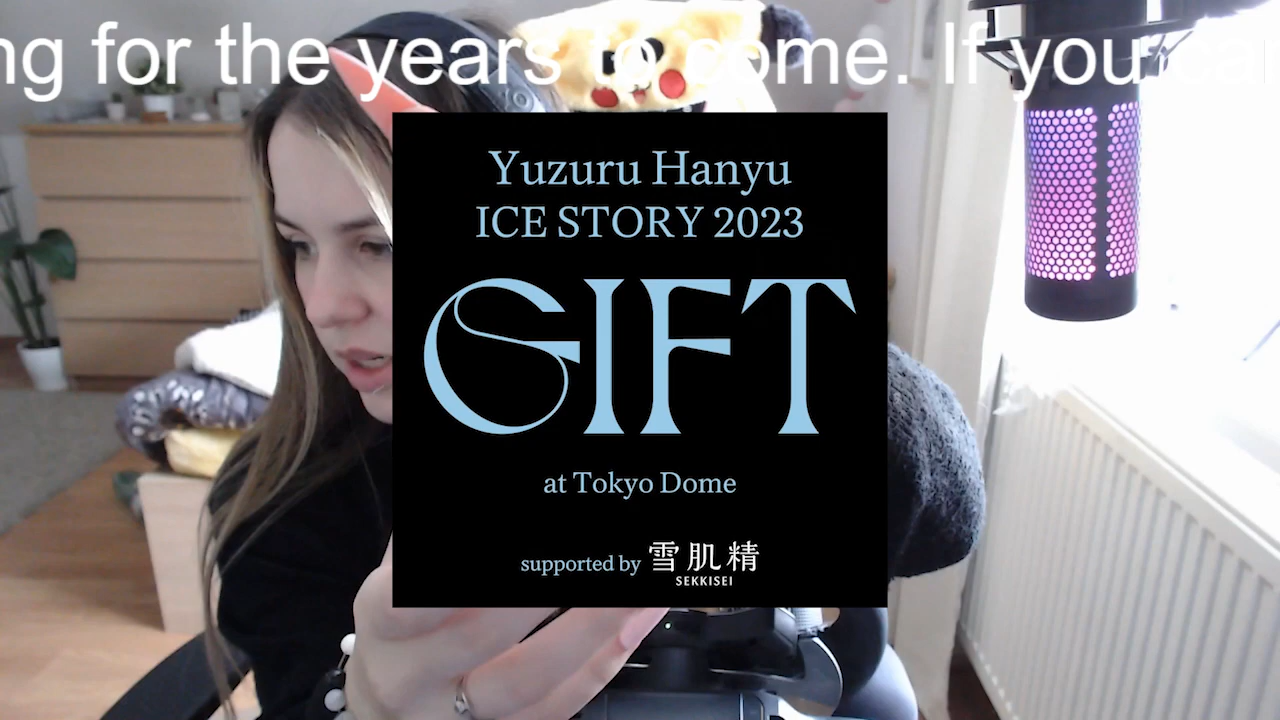 ng for the years to come. If you ca
Yuzuru Hanyu
ICE STORY 2023
GIFT
at Tokyo Dome
supported by 雪肌精
SEKKISEI